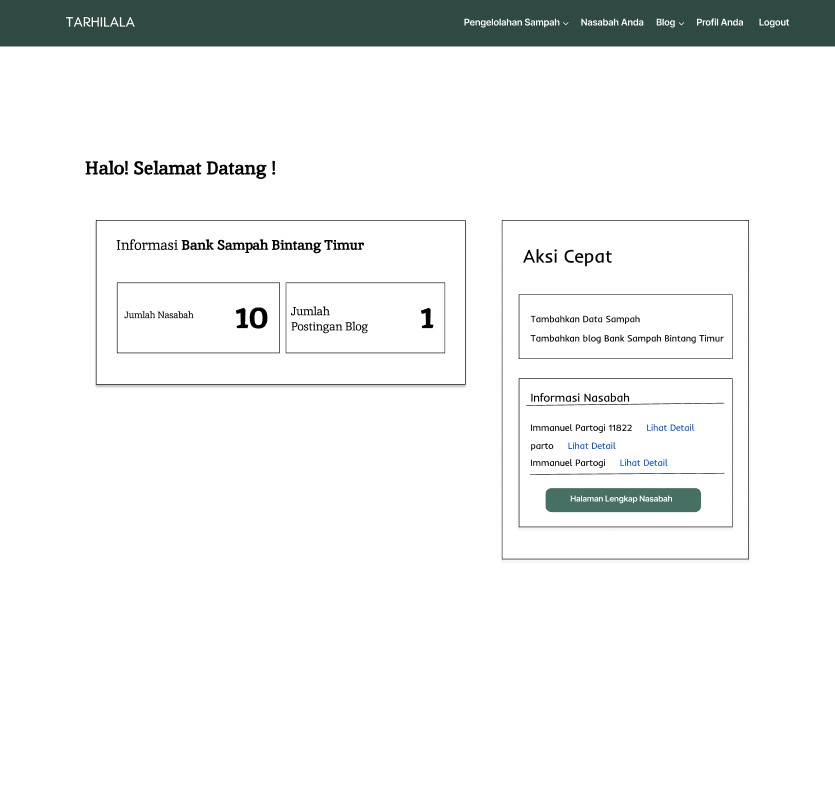 TARHILALA
Pengelolahan Sampah
Nasabah Anda
Blog
Profil Anda
Logout
Halo! Selamat Datang !
Informasi Bank Sampah Bintang Timur
Jumlah Nasabah
10
Jumlah
Postingan Blog
1
Aksi Cepat
Tambahkan Data Sampah
Tambahkan blog Bank Sampah Bintang Timur
Informasi Nasabah
Immanuel Partogi 11822 Lihat Detail
parto Lihat Detail
Immanuel Partogi Lihat Detail
Halaman Lengkap Nasabah